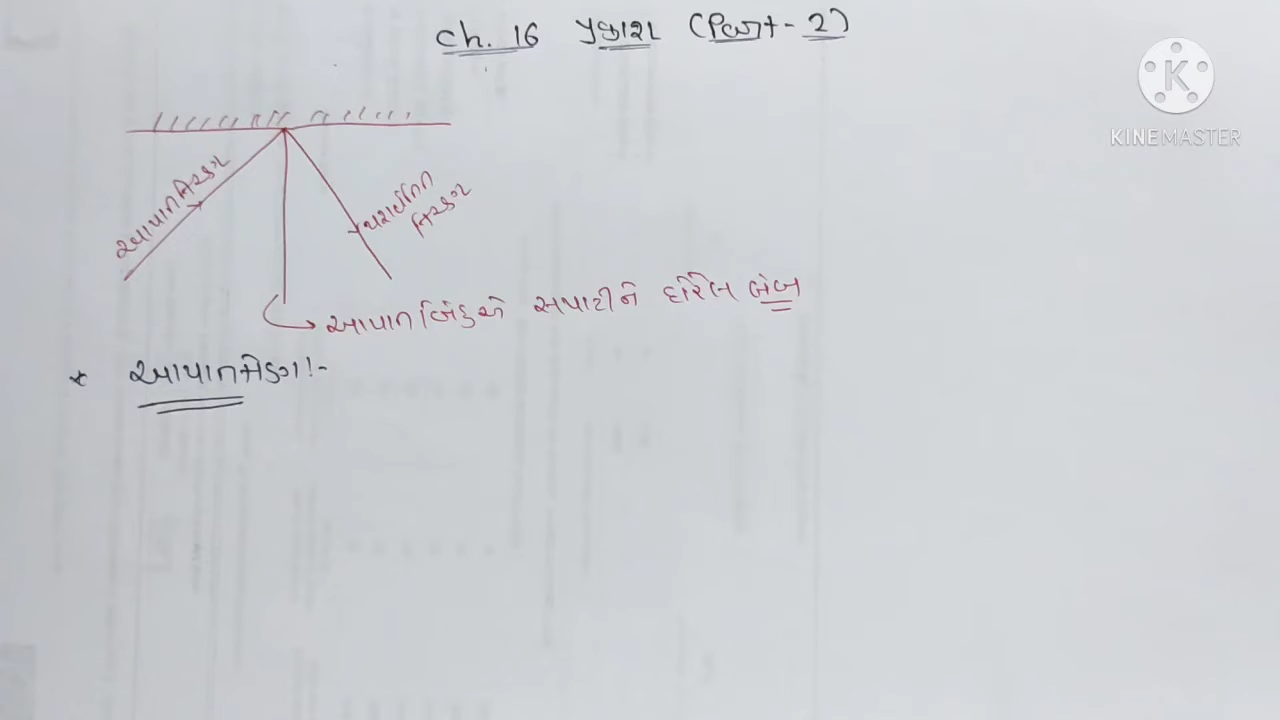 Ch. 16 પ્રકાશ (Part-2)
K
KINEMASTER
આપાતકિરણ
પરાવર્તિત
કિરણ
આપાતબિંદુએ સપાટીને દોરેલ લંબ
* આપાતકોણ :-